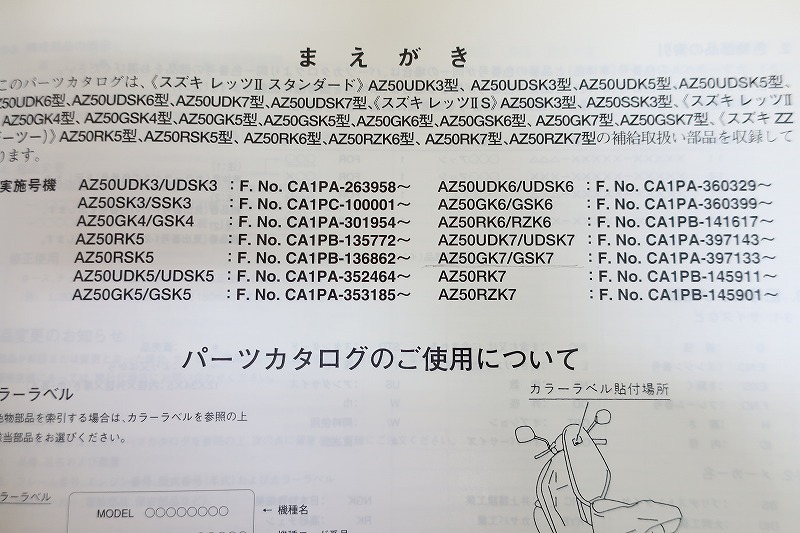 まえがき
このパーツカタログは、《スズキ レッツII スタンダード》AZ50UDK3型、AZ50UDSK3型、AZ50UDK5型、AZ50UDSK5型、
AZ50UDK6型、AZ50UDSK6型、AZ50UDK7型、AZ50UDSK7型、《スズキ レッツII S》AZ50SK3型、AZ50SSK3型、《スズキ レッツII
AZ50GK4型、AZ50GSK4型、AZ50GK5型、AZ50GSK5型、AZ50GK6型、AZ50GSK6型、AZ50GK7型、AZ50GSK7型、《スズキ ZZ
ーツー)》AZ50RK5型、AZ50RSK5型、AZ50RK6型、AZ50RZK6型、AZ50RK7型、AZ50RZK7型の補給取扱い部品を収録して
ります。
実施号機
AZ50UDK3/UDSK3 : F. No. CA1PA-263958～
AZ50SK3/SSK3 : F. No. CA1PC-100001～
AZ50GK4/GSK4 : F. No. CA1PA-301954～
AZ50RK5 : F. No. CA1PB-135772～
AZ50RSK5 : F. No. CA1PB-136862～
AZ50UDK5/UDSK5 : F. No. CA1PA-352464～
AZ50GK5/GSK5 : F. No. CA1PA-353185～
AZ50UDK6/UDSK6 : F. No. CA1PA-360329～
AZ50GK6/GSK6 : F. No. CA1PA-360399～
AZ50RK6/RZK6 : F. No. CA1PB-141617～
AZ50UDK7/UDSK7 : F. No. CA1PA-397143～
AZ50GK7/GSK7 : F. No. CA1PA-397133～
AZ50RK7 : F. No. CA1PB-145911～
AZ50RZK7 : F. No. CA1PB-145901～
パーツカタログのご使用について
カラーラベル
色物部品を索引する場合は、カラーラベルを参照の上
該当部品をお選びください。
カラーラベル
MODEL ○○○○○○○○
← 機種名
カラーラベル貼付場所